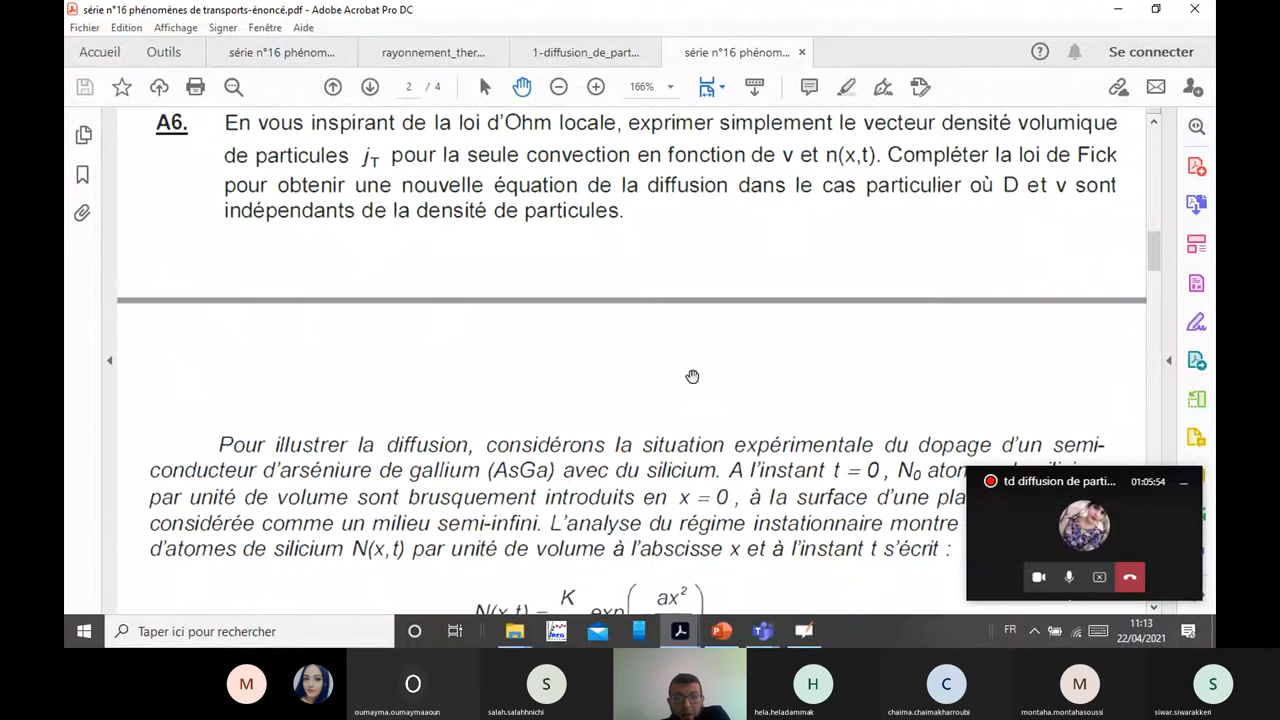 série n°16 phénomènes de transports-énoncé.pdf - Adobe Acrobat Pro DC
Fichier Edition Affichage Signer Fenêtre Aide
Accueil Outils série n°16 phénom... rayonnement_ther... 1-diffusion_de_part... série n°16 phénom... × Se connecter
2 / 4 166%
A6. En vous inspirant de la loi d'Ohm locale, exprimer simplement le vecteur densité volumique
de particules jT pour la seule convection en fonction de v et n(x,t). Compléter la loi de Fick
pour obtenir une nouvelle équation de la diffusion dans le cas particulier où D et v sont
indépendants de la densité de particules.
Pour illustrer la diffusion, considérons la situation expérimentale du dopage d'un semi-
conducteur d'arséniure de gallium (AsGa) avec du silicium. A l'instant t = 0 , N0
par unité de volume sont brusquement introduits en x = 0 , à la surface d'une
considérée comme un milieu semi-infini. L'analyse du régime instationnaire montre
d'atomes de silicium N(x,t) par unité de volume à l'abscisse x et à l'instant t s'écrit :
N(x,t) = K exp( ax²
td diffusion de parti... 01:05:54
Taper ici pour rechercher
FR 11:13
22/04/2021
M O S H C M S
oumayma.oumaymaaoun salah.salahhnichi hela.heladammak chaima.chaimakharroubi montaha.montahasoussi siwar.siwarakkeri